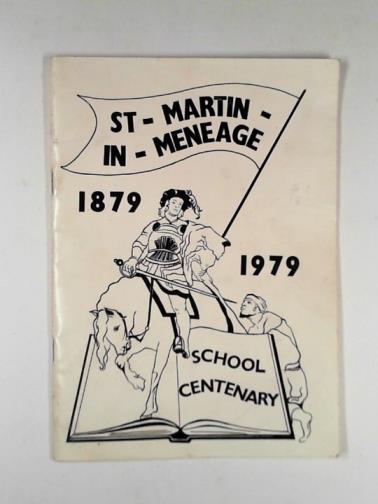 ST - MARTIN -
IN - MENEAGE
1879
1979
SCHOOL
CENTENARY